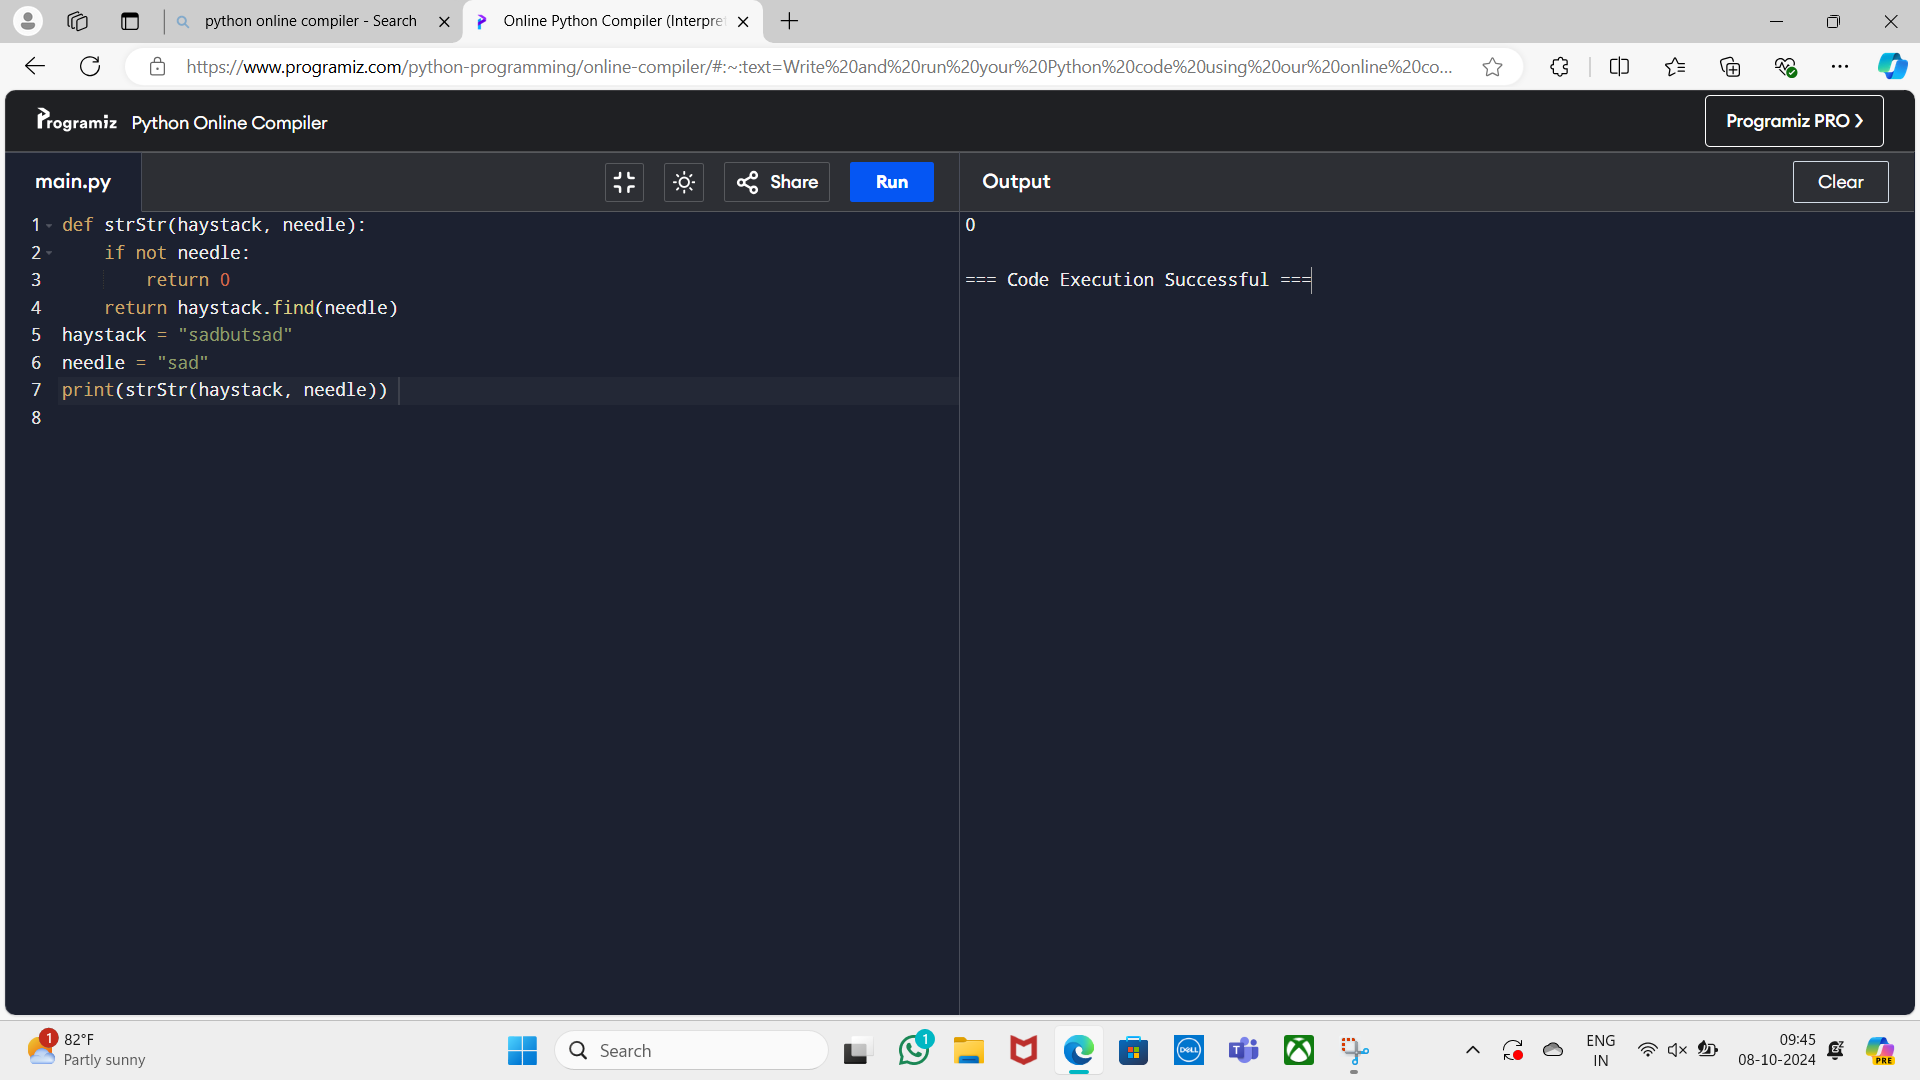 python online compiler - Search
Online Python Compiler (Interpre
https://www.programiz.com/python-programming/online-compiler/#:~:text=Write%20and%20run%20your%20Python%20code%20using%20our%20online%20co...
Programiz Python Online Compiler
Programiz PRO
main.py
Share
Run
Output
Clear
1 def strStr(haystack, needle):
2     if not needle:
3         return 0
4     return haystack.find(needle)
5 haystack = "sadbutsad"
6 needle = "sad"
7 print(strStr(haystack, needle))
8
0
=== Code Execution Successful ===
1
82°F
Partly sunny
Search
1
DELL
ENG
IN
09:45
08-10-2024
PRE